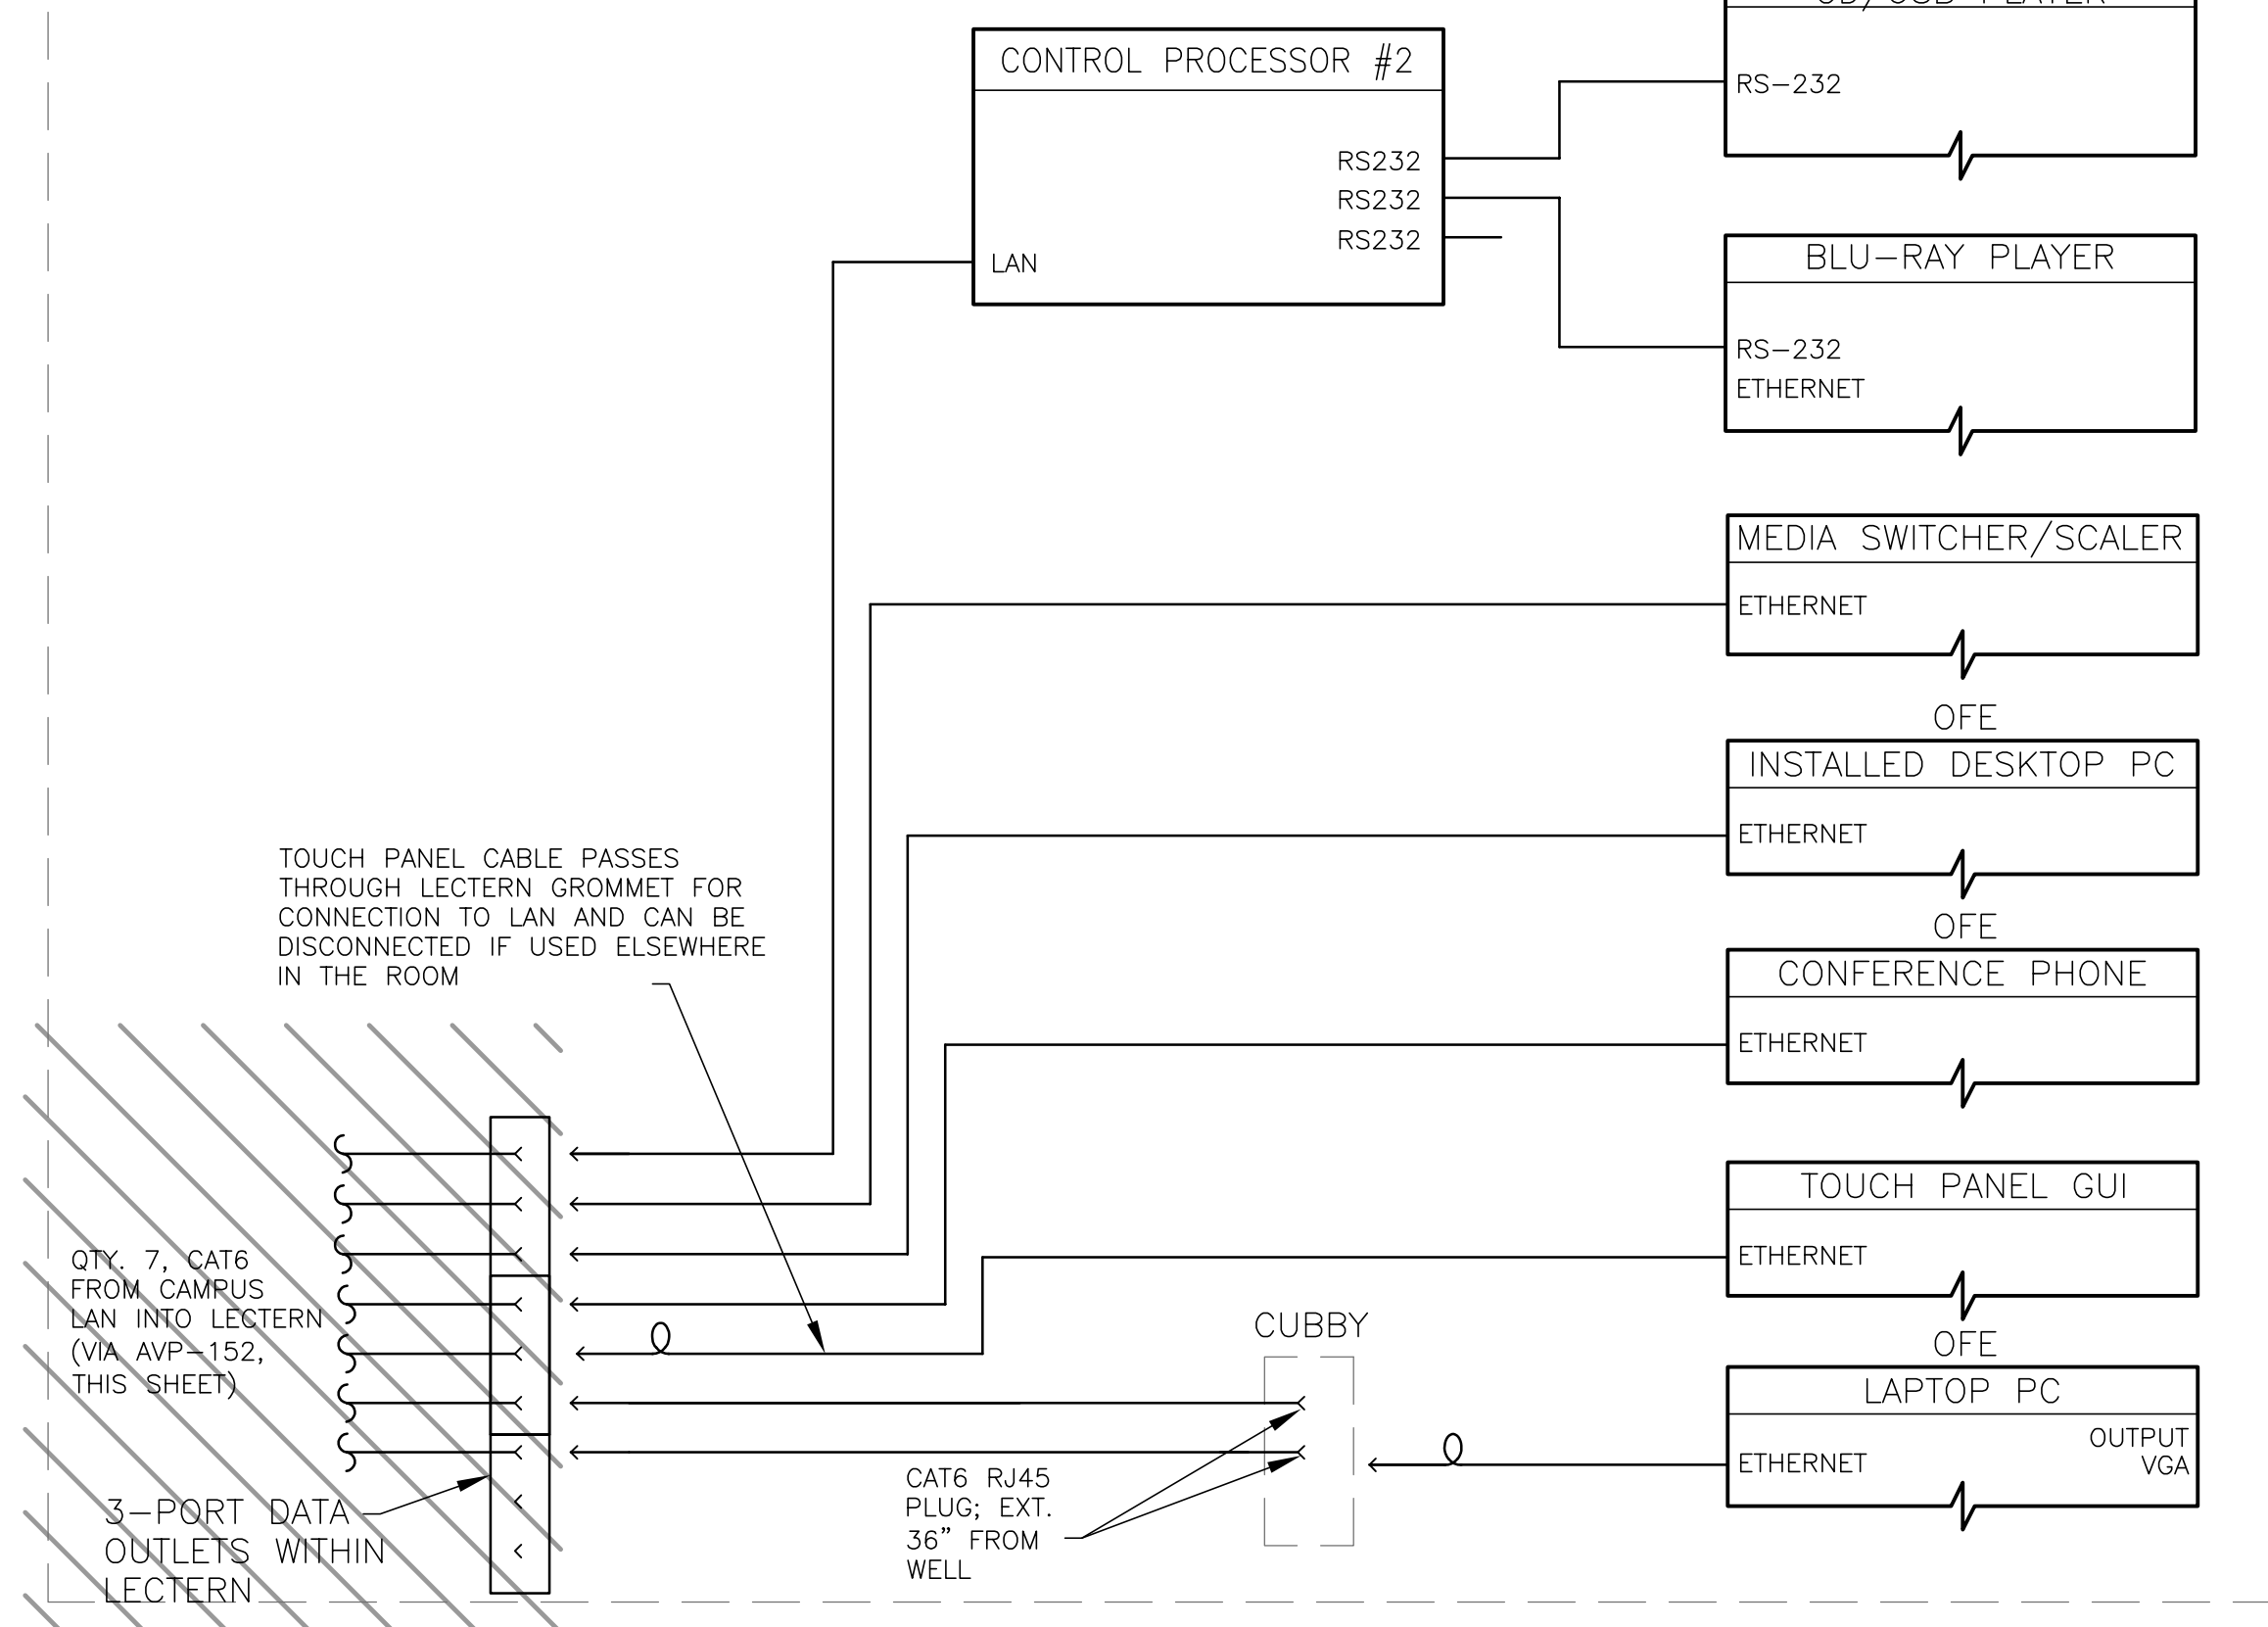 CONTROL PROCESSOR #2
RS232
RS232
RS232
LAN
CD/USB PLAYER
RS-232
BLU-RAY PLAYER
RS-232
ETHERNET
MEDIA SWITCHER/SCALER
ETHERNET
OFE
INSTALLED DESKTOP PC
ETHERNET
OFE
CONFERENCE PHONE
ETHERNET
TOUCH PANEL GUI
ETHERNET
OFE
LAPTOP PC
OUTPUT
VGA
ETHERNET
TOUCH PANEL CABLE PASSES
THROUGH LECTERN GROMMET FOR
CONNECTION TO LAN AND CAN BE
DISCONNECTED IF USED ELSEWHERE
IN THE ROOM
QTY. 7, CAT6
FROM CAMPUS
LAN INTO LECTERN
(VIA AVP-152,
THIS SHEET)
3-PORT DATA
OUTLETS WITHIN
LECTERN
CUBBY
CAT6 RJ45
PLUG; EXT.
36" FROM
WELL